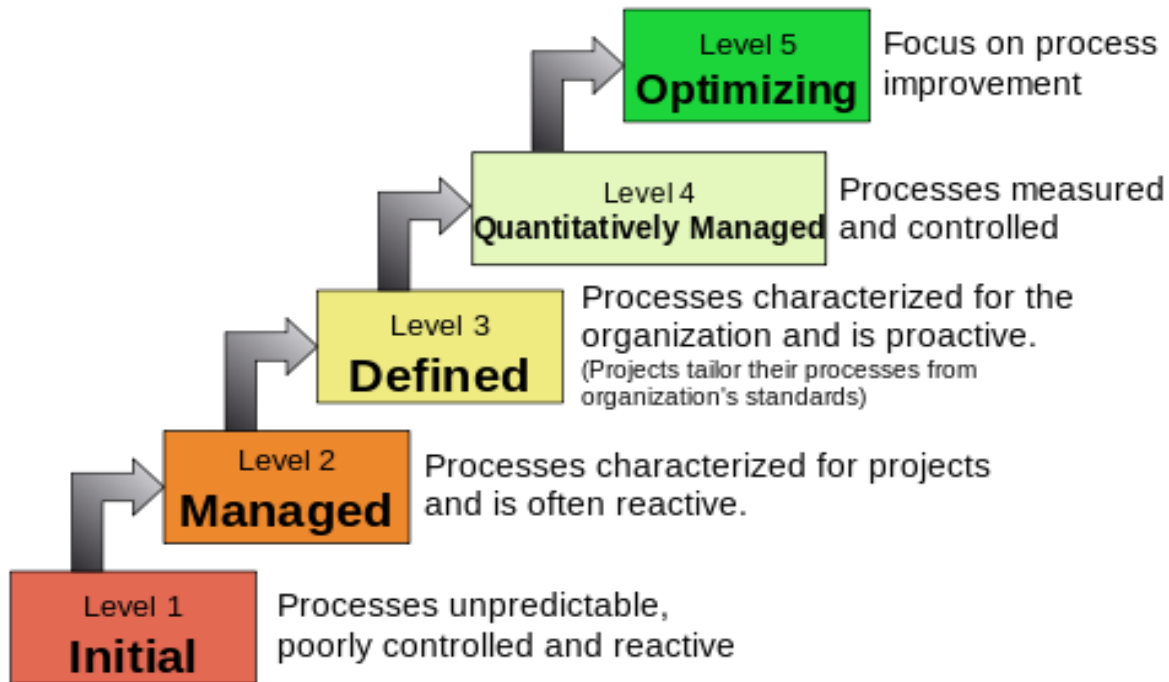 Level 5
Optimizing
Focus on process
improvement
Level 4
Quantitatively Managed
Processes measured
and controlled
Level 3
Defined
Processes characterized for the
organization and is proactive.
(Projects tailor their processes from
organization's standards)
Level 2
Managed
Processes characterized for projects
and is often reactive.
Level 1
Initial
Processes unpredictable,
poorly controlled and reactive